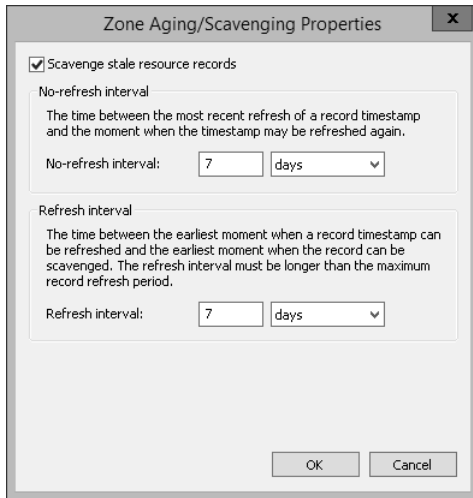 Zone Aging/Scavenging Properties
x
Scavenge stale resource records
No-refresh interval
The time between the most recent refresh of a record timestamp
and the moment when the timestamp may be refreshed again.
No-refresh interval: 7 days
Refresh interval
The time between the earliest moment when a record timestamp can
be refreshed and the earliest moment when the record can be
scavenged. The refresh interval must be longer than the maximum
record refresh period.
Refresh interval: 7 days
OK Cancel